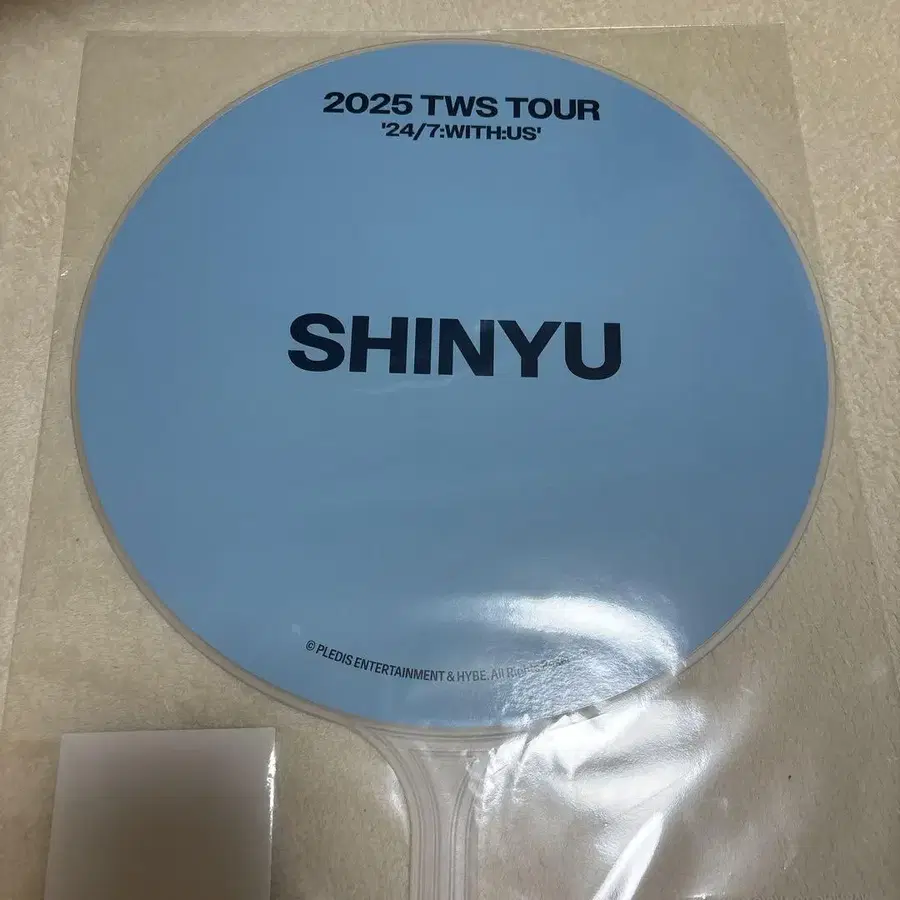 2025 TWS TOUR
'24/7:WITH:US'
SHINYU
© PLEDIS ENTERTAINMENT & HYBE. All